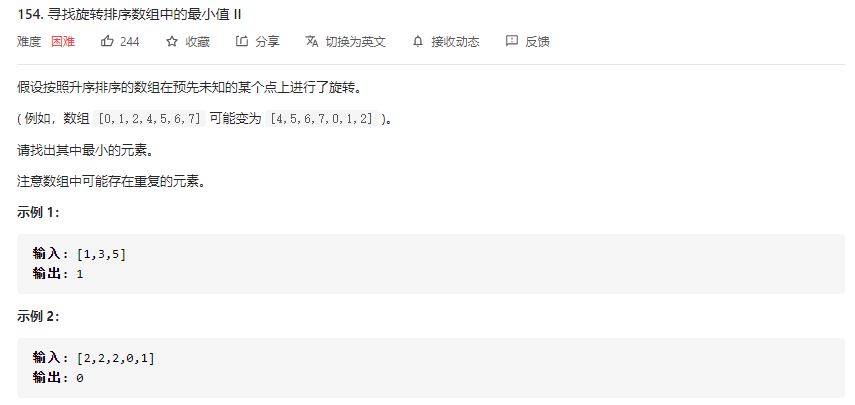 154. 寻找旋转排序数组中的最小值 II
难度 困难 244 收藏 分享 切换为英文 接收动态 反馈
假设按照升序排序的数组在预先未知的某个点上进行了旋转。
( 例如，数组 [0,1,2,4,5,6,7] 可能变为 [4,5,6,7,0,1,2] )。
请找出其中最小的元素。
注意数组中可能存在重复的元素。
示例 1：
输入: [1,3,5]
输出: 1
示例 2：
输入: [2,2,2,0,1]
输出: 0